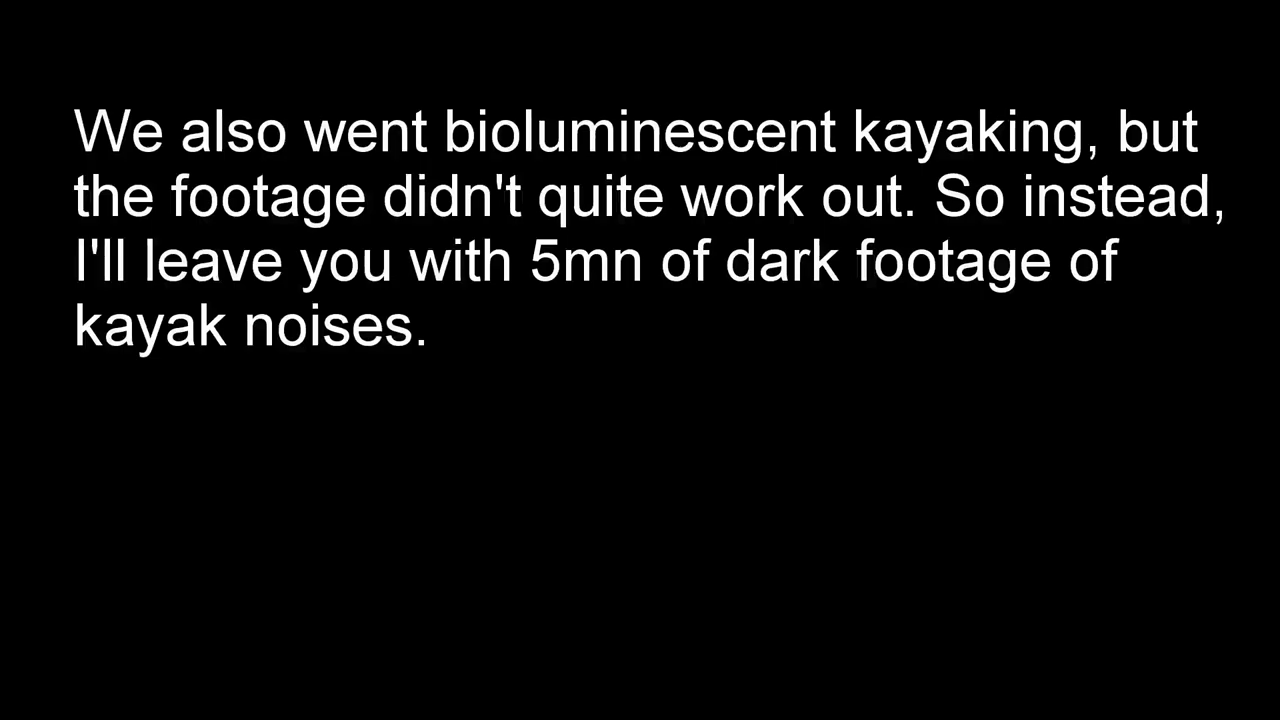 We also went bioluminescent kayaking, but
the footage didn't quite work out. So instead,
I'll leave you with 5mn of dark footage of
kayak noises.